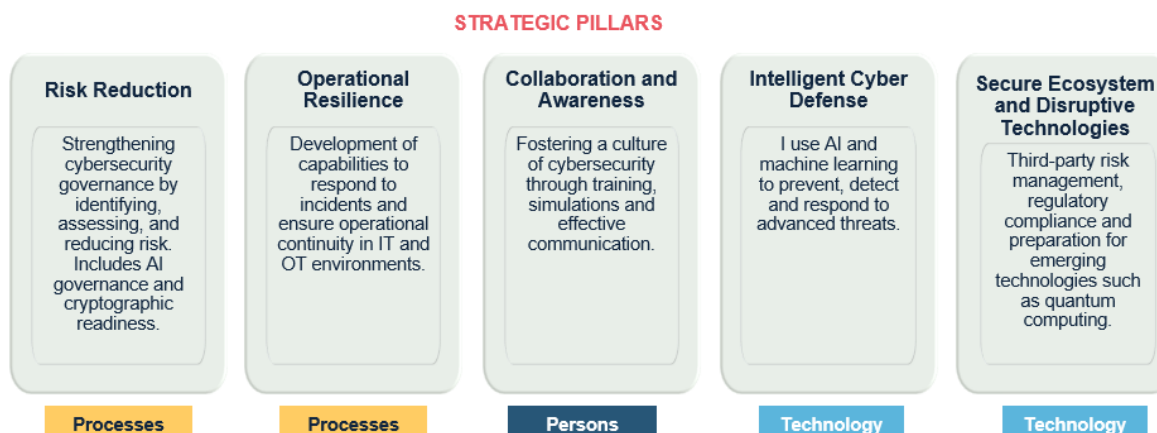 STRATEGIC PILLARS
Risk Reduction
Strengthening
cybersecurity
governance by
identifying,
assessing, and
reducing risk.
Includes AI
governance and
cryptographic
readiness.
Processes
Operational
Resilience
Development of
capabilities to
respond to
incidents and
ensure operational
continuity in IT and
OT environments.
Processes
Collaboration and
Awareness
Fostering a culture
of cybersecurity
through training,
simulations and
effective
communication.
Persons
Intelligent Cyber
Defense
I use AI and
machine learning
to prevent, detect
and respond to
advanced threats.
Technology
Secure Ecosystem
and Disruptive
Technologies
Third-party risk
management,
regulatory
compliance and
preparation for
emerging
technologies such
as quantum
computing.
Technology